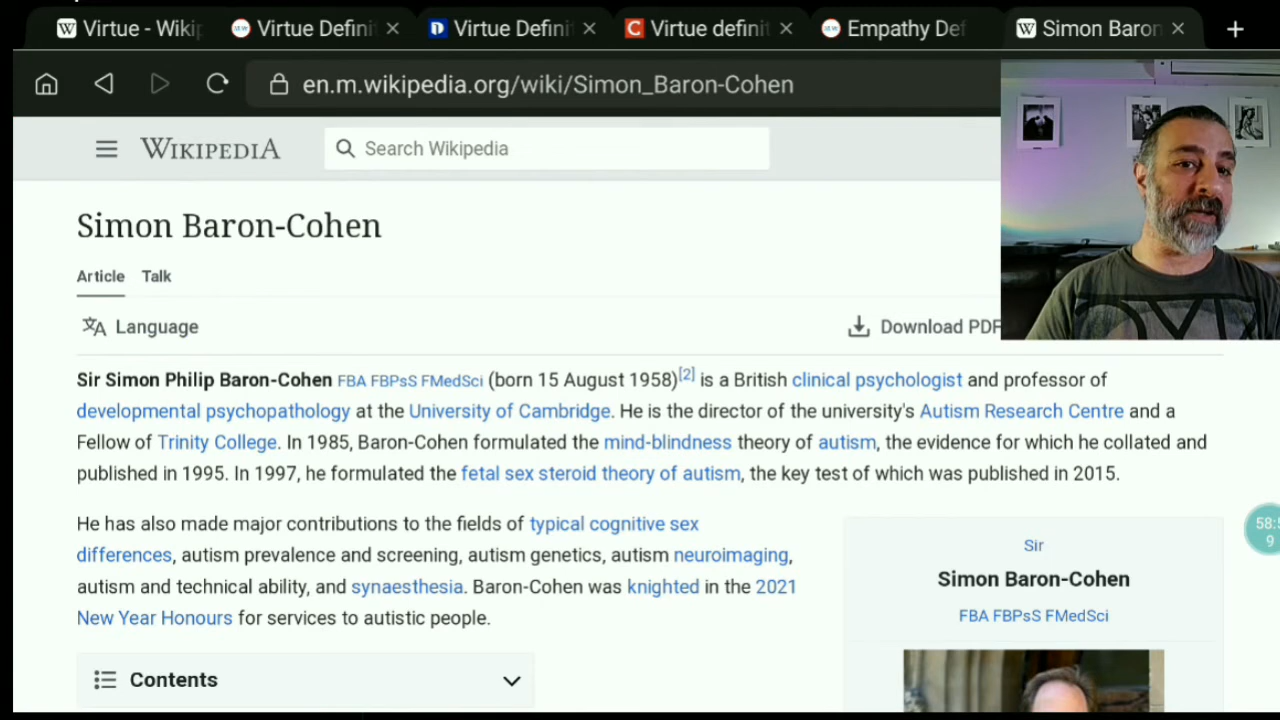 Virtue - Wikip
Virtue Defini
Virtue Definit
Virtue definit
Empathy Def
Simon Baron
en.m.wikipedia.org/wiki/Simon_Baron-Cohen
WIKIPEDIA
Search Wikipedia
Simon Baron-Cohen
Article Talk
Language
Download PDF
Sir Simon Philip Baron-Cohen FBA FBPsS FMedSci (born 15 August 1958)[2] is a British clinical psychologist and professor of
developmental psychopathology at the University of Cambridge. He is the director of the university's Autism Research Centre and a
Fellow of Trinity College. In 1985, Baron-Cohen formulated the mind-blindness theory of autism, the evidence for which he collated and
published in 1995. In 1997, he formulated the fetal sex steroid theory of autism, the key test of which was published in 2015.
He has also made major contributions to the fields of typical cognitive sex
differences, autism prevalence and screening, autism genetics, autism neuroimaging,
autism and technical ability, and synaesthesia. Baron-Cohen was knighted in the 2021
New Year Honours for services to autistic people.
Contents
Sir
Simon Baron-Cohen
FBA FBPsS FMedSci
58:5
9